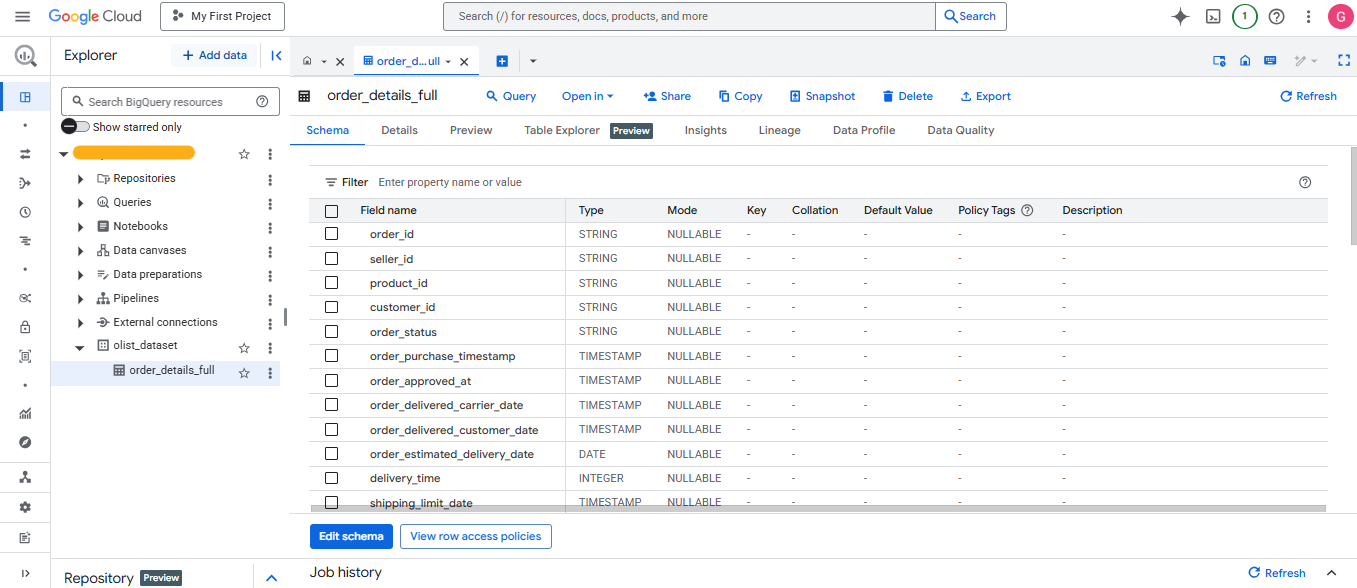 Google Cloud My First Project Search (/) for resources, docs, products, and more Search 1 G
Explorer + Add data
order_d...ull
order_details_full Query Open in Share Copy Snapshot Delete Export Refresh
Search BigQuery resources
Show starred only
Repositories
Queries
Notebooks
Data canvases
Data preparations
Pipelines
External connections
olist_dataset
order_details_full
Repository Preview
Schema Details Preview Table Explorer Preview Insights Lineage Data Profile Data Quality
Filter Enter property name or value
Field name Type Mode Key Collation Default Value Policy Tags Description
order_id STRING NULLABLE - - - - -
seller_id STRING NULLABLE - - - - -
product_id STRING NULLABLE - - - - -
customer_id STRING NULLABLE - - - - -
order_status STRING NULLABLE - - - - -
order_purchase_timestamp TIMESTAMP NULLABLE - - - - -
order_approved_at TIMESTAMP NULLABLE - - - - -
order_delivered_carrier_date TIMESTAMP NULLABLE - - - - -
order_delivered_customer_date TIMESTAMP NULLABLE - - - - -
order_estimated_delivery_date DATE NULLABLE - - - - -
delivery_time INTEGER NULLABLE - - - - -
shipping_limit_date TIMESTAMP NULLABLE - - - - -
Edit schema View row access policies
Job history Refresh